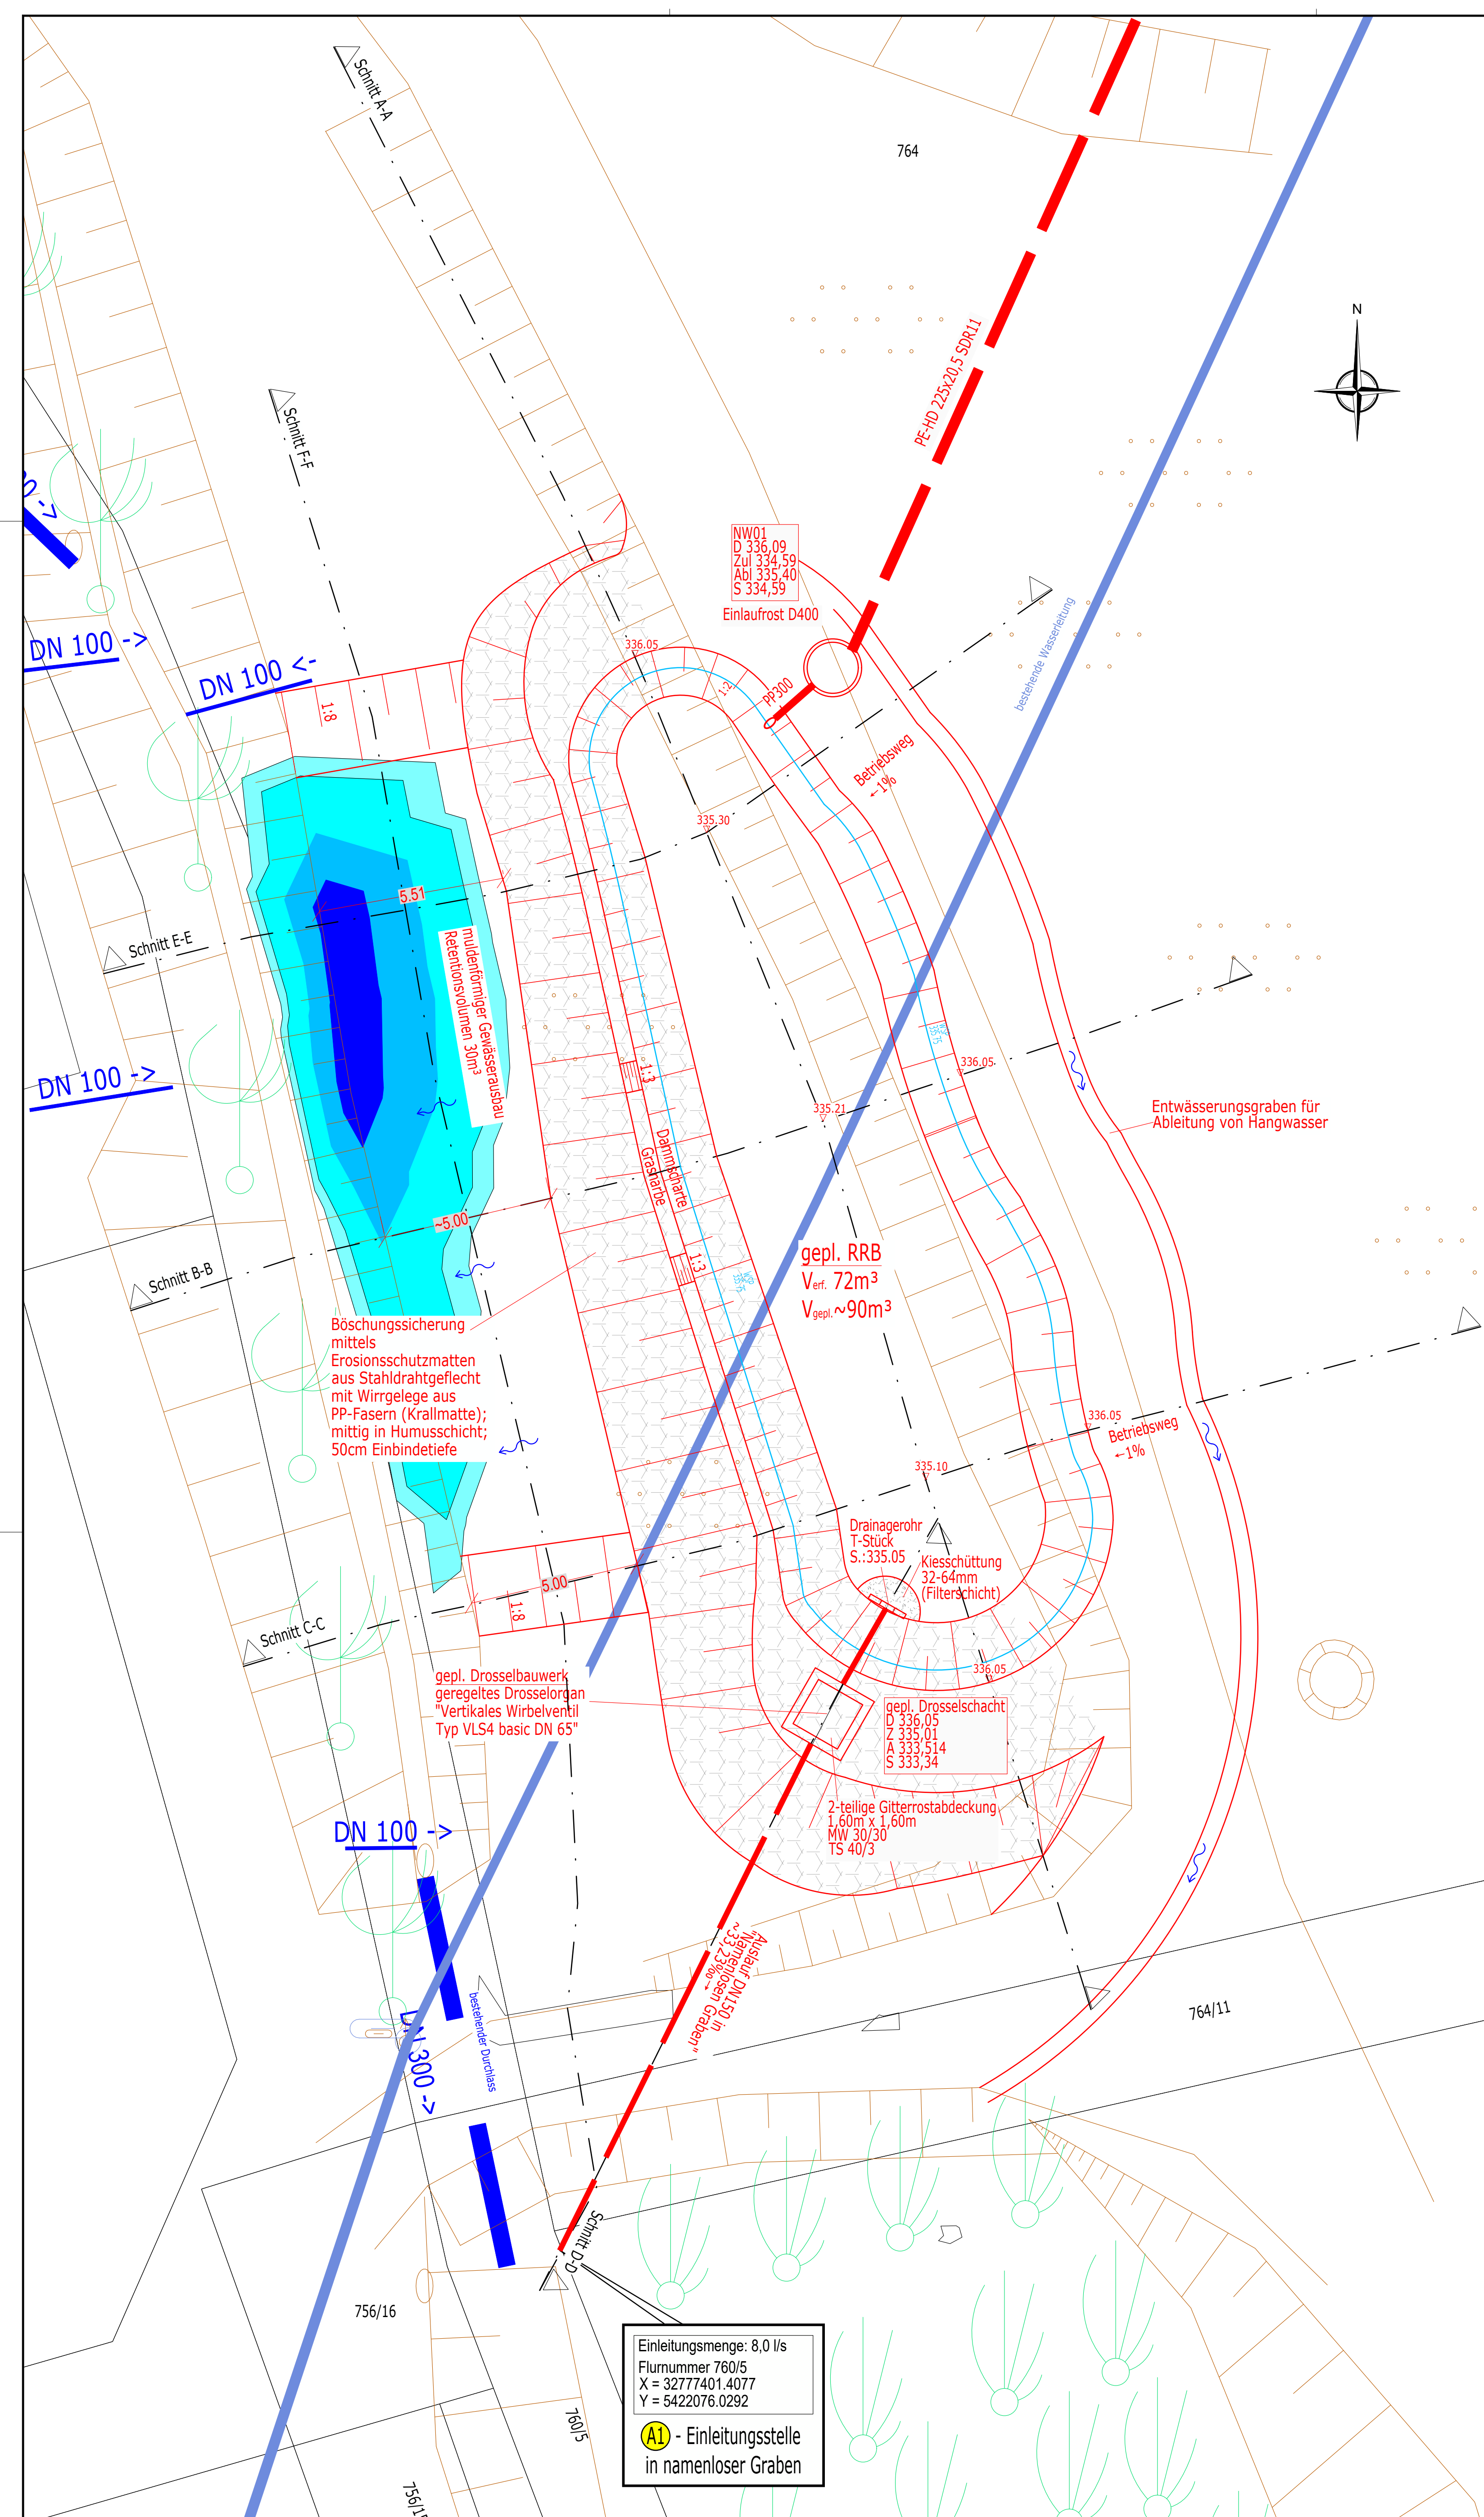 Schnitt A-A
764
N
Schnitt F-F
PE-HD 225x20,5 SDR11
NW01
D 336,09
Zul 334,59
Abl 335,40
S 334,59
Einlaufrost D400
bestehende Wasserleitung
DN 100 ->
DN 100 <-
336.05
1:2
PP300
1:8
Betriebsweg
←1%
335.30
5.51
Schnitt E-E
muldenförmiger Gewässerausbau
Retentionsvolumen 30m³
336.05
1:3
DN 100 ->
335.21
Entwässerungsgraben für
Ableitung von Hangwasser
Dammscharte
Grasnarbe
~5.00
Schnitt B-B
1:3
gepl. RRB
Verf. 72m³
Vgepl.~90m³
Böschungssicherung
mittels
Erosionsschutzmatten
aus Stahldrahtgeflecht
mit Wirrgelege aus
PP-Fasern (Krallmatte);
mittig in Humusschicht;
50cm Einbindetiefe
336.05
Betriebsweg
←1%
335.10
Drainagerohr
T-Stück
S.:335.05
Kiesschüttung
32-64mm
(Filterschicht)
5.00
1:8
Schnitt C-C
336.05
gepl. Drosselbauwerk
geregeltes Drosselorgan
"Vertikales Wirbelventil
Typ VLS4 basic DN 65"
gepl. Drosselschacht
D 336,05
Z 335,01
A 333,514
S 333,34
2-teilige Gitterrostabdeckung
1,60m x 1,60m
MW 30/30
TS 40/3
DN 100 ->
"Auslauf DN150 in
Namenlosen Graben"
~33,23‰→
764/11
bestehender Durchlass
DN 300 ->
Schnitt D-D
756/16
Einleitungsmenge: 8,0 l/s
Flurnummer 760/5
X = 32777401.4077
Y = 5422076.0292
A1 - Einleitungsstelle
in namenloser Graben
760/5